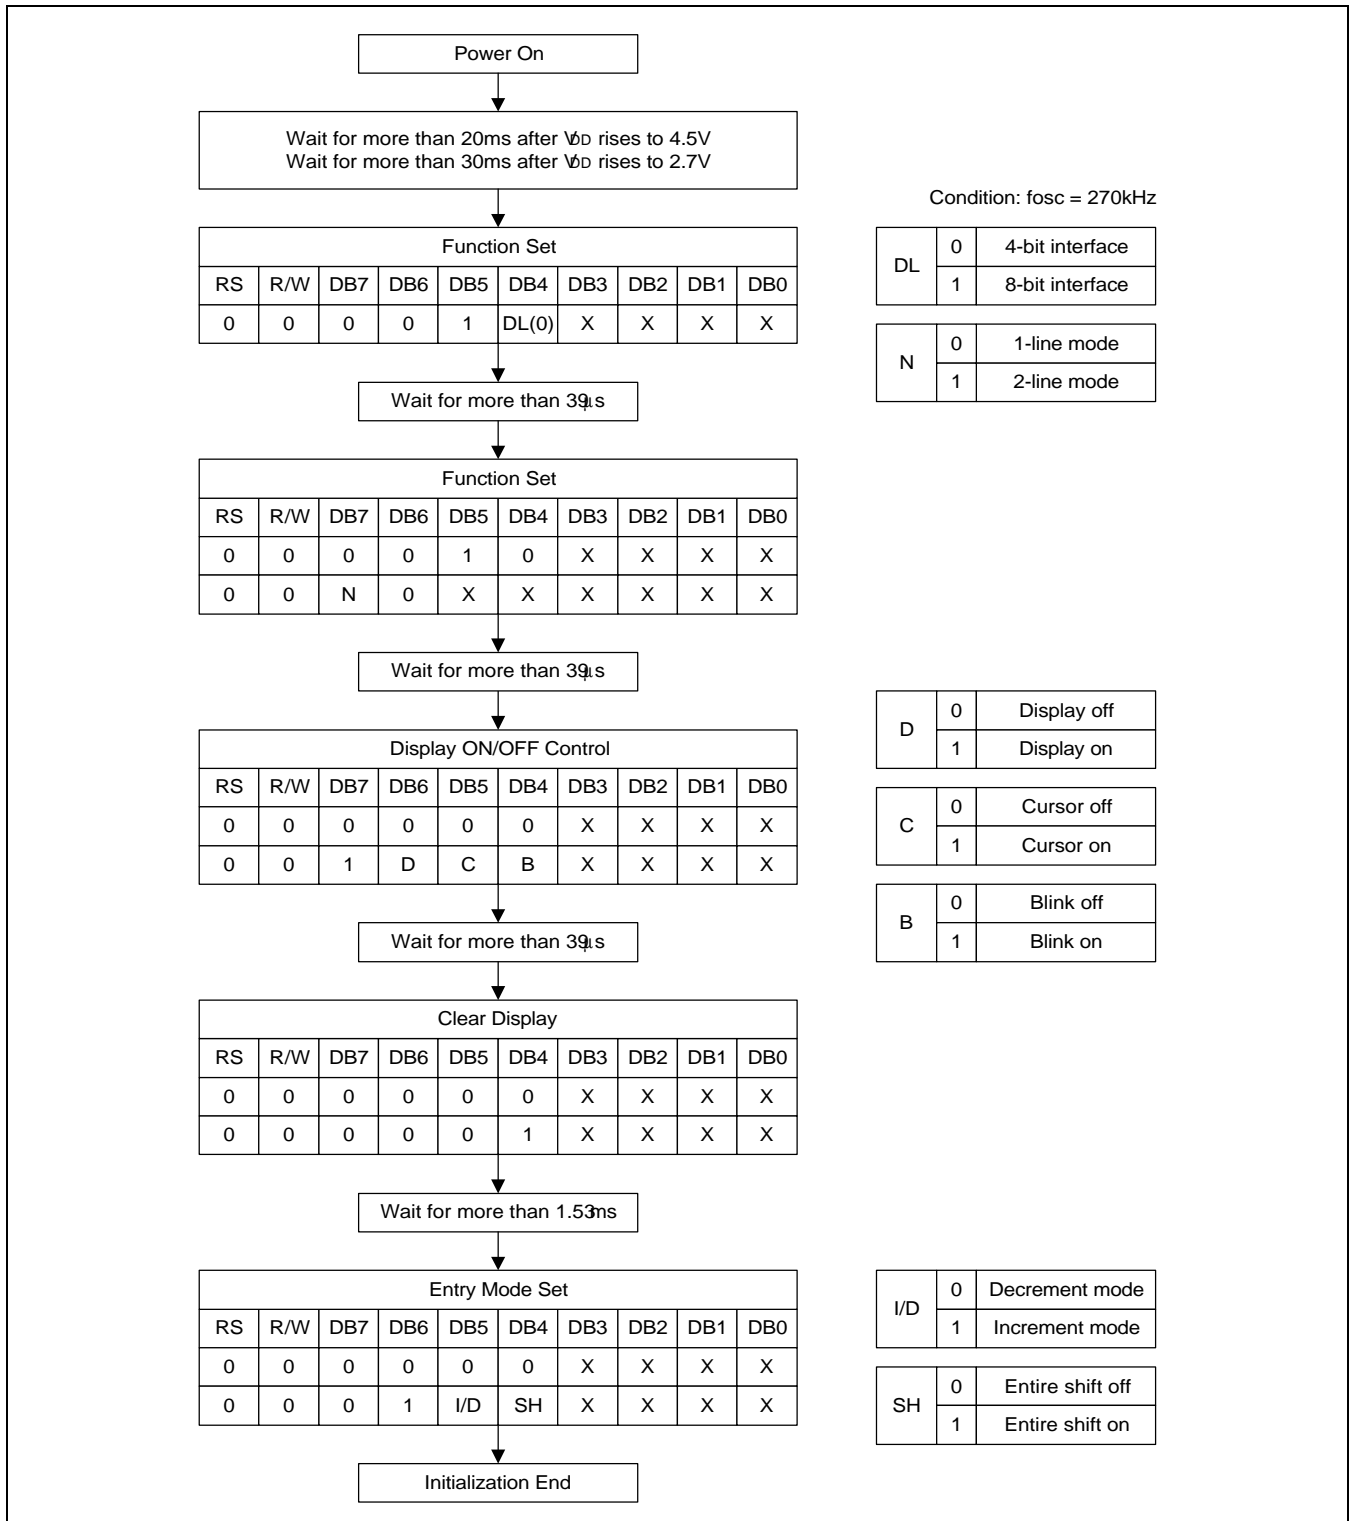 Power On
Wait for more than 20ms after VDD rises to 4.5V
Wait for more than 30ms after VDD rises to 2.7V
Condition: fosc = 270kHz
Function Set
RS R/W DB7 DB6 DB5 DB4 DB3 DB2 DB1 DB0
0 0 0 0 1 DL(0) X X X X
DL
0 4-bit interface
1 8-bit interface
N
0 1-line mode
1 2-line mode
Wait for more than 39μs
Function Set
RS R/W DB7 DB6 DB5 DB4 DB3 DB2 DB1 DB0
0 0 0 0 1 0 X X X X
0 0 N 0 X X X X X X
Wait for more than 39μs
Display ON/OFF Control
RS R/W DB7 DB6 DB5 DB4 DB3 DB2 DB1 DB0
0 0 0 0 0 0 X X X X
0 0 1 D C B X X X X
D
0 Display off
1 Display on
C
0 Cursor off
1 Cursor on
B
0 Blink off
1 Blink on
Wait for more than 39μs
Clear Display
RS R/W DB7 DB6 DB5 DB4 DB3 DB2 DB1 DB0
0 0 0 0 0 0 X X X X
0 0 0 0 0 1 X X X X
Wait for more than 1.53ms
Entry Mode Set
RS R/W DB7 DB6 DB5 DB4 DB3 DB2 DB1 DB0
0 0 0 0 0 0 X X X X
0 0 0 1 I/D SH X X X X
I/D
0 Decrement mode
1 Increment mode
SH
0 Entire shift off
1 Entire shift on
Initialization End